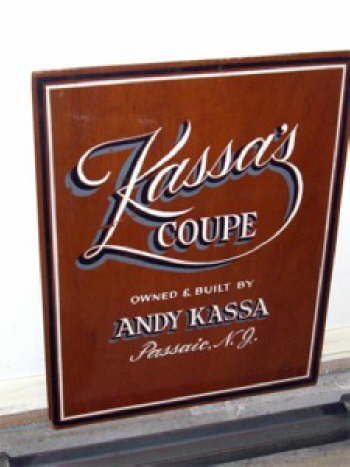 Kassa's
COUPE
OWNED & BUILT BY
ANDY KASSA
Passaic, N.J.